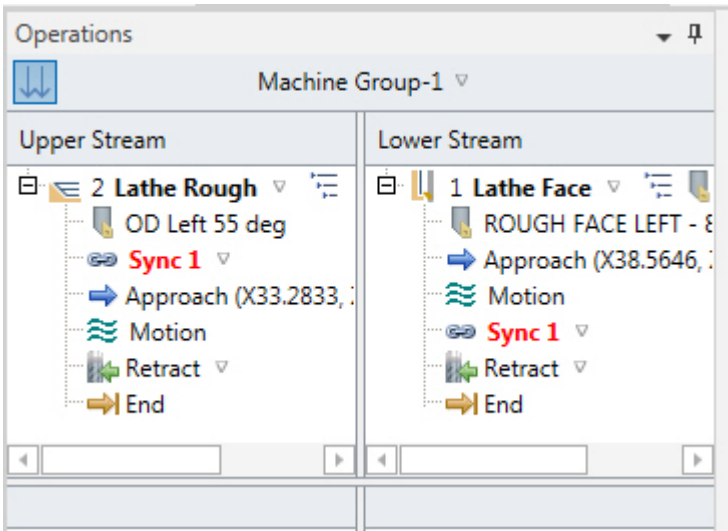 Operations
Machine Group-1
Upper Stream
2 Lathe Rough
OD Left 55 deg
Sync 1
Approach (X33.2833,
Motion
Retract
End
Lower Stream
1 Lathe Face
ROUGH FACE LEFT - 8
Approach (X38.5646,
Motion
Sync 1
Retract
End